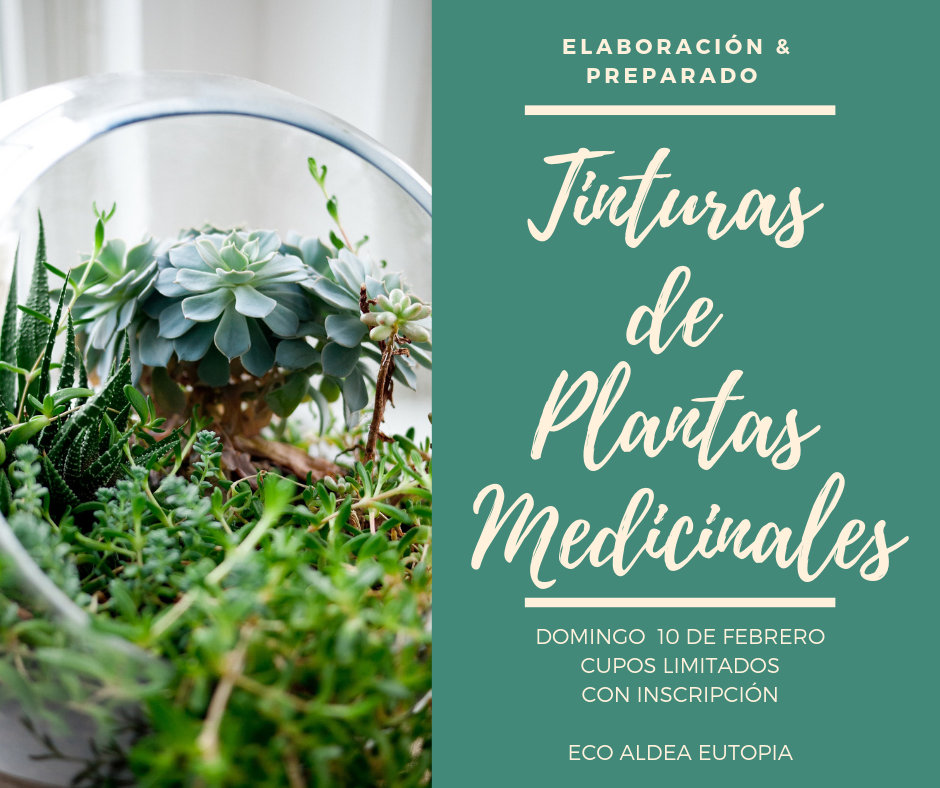 ELABORACIÓN &
PREPARADO
Tinturas
de
Plantas
Medicinales
DOMINGO 10 DE FEBRERO
CUPOS LIMITADOS
CON INSCRIPCIÓN
ECO ALDEA EUTOPIA